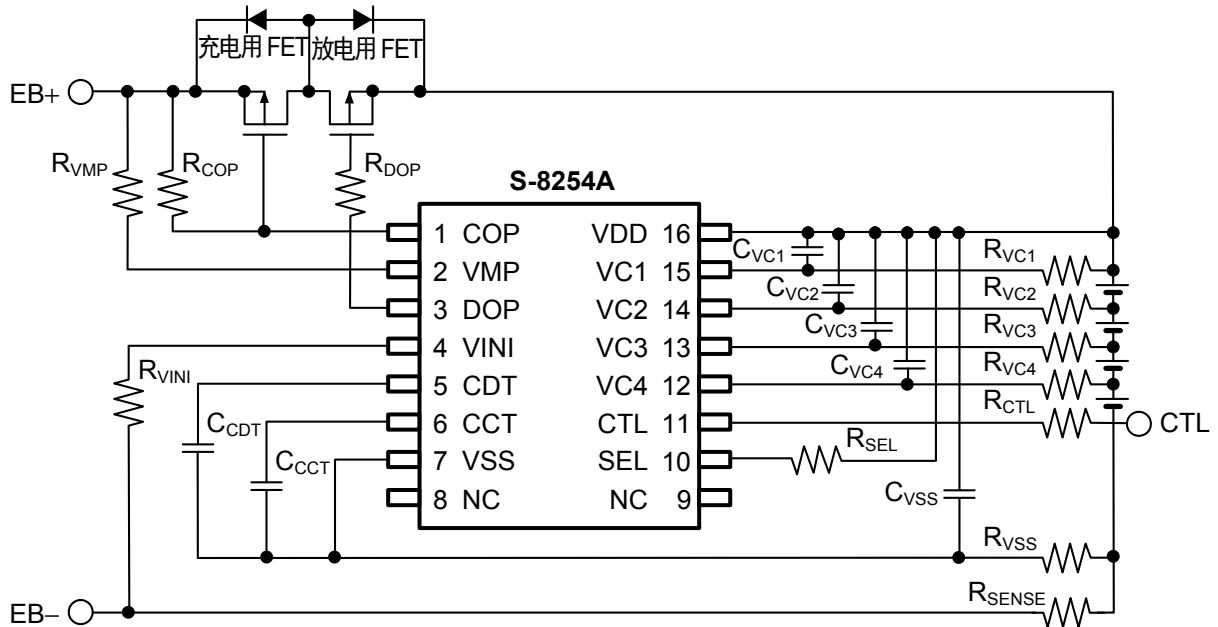 充电用 FET 放电用 FET
EB+
RVMP
RCOP
RDOP
S-8254A
1 COP VDD 16
2 VMP VC1 15
3 DOP VC2 14
4 VINI VC3 13
5 CDT VC4 12
6 CCT CTL 11
7 VSS SEL 10
8 NC NC 9
CVC1
CVC2
CVC3
CVC4
RVC1
RVC2
RVC3
RVC4
RCTL
CTL
RVINI
CCDT
CCCT
RSEL
CVSS
RVSS
RSENSE
EB−